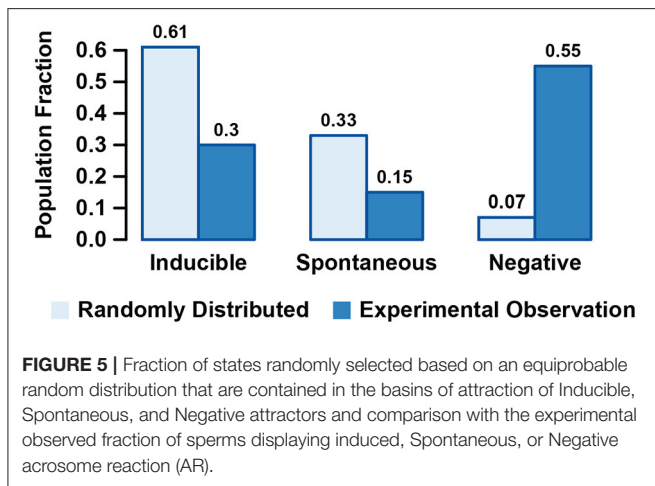 Population Fraction
0.6
0.5
0.4
0.3
0.2
0.1
0.0
0.61
0.3
0.33
0.15
0.07
0.55
Inducible Spontaneous Negative
Randomly Distributed Experimental Observation
FIGURE 5 | Fraction of states randomly selected based on an equiprobable
random distribution that are contained in the basins of attraction of Inducible,
Spontaneous, and Negative attractors and comparison with the experimental
observed fraction of sperms displaying induced, Spontaneous, or Negative
acrosome reaction (AR).